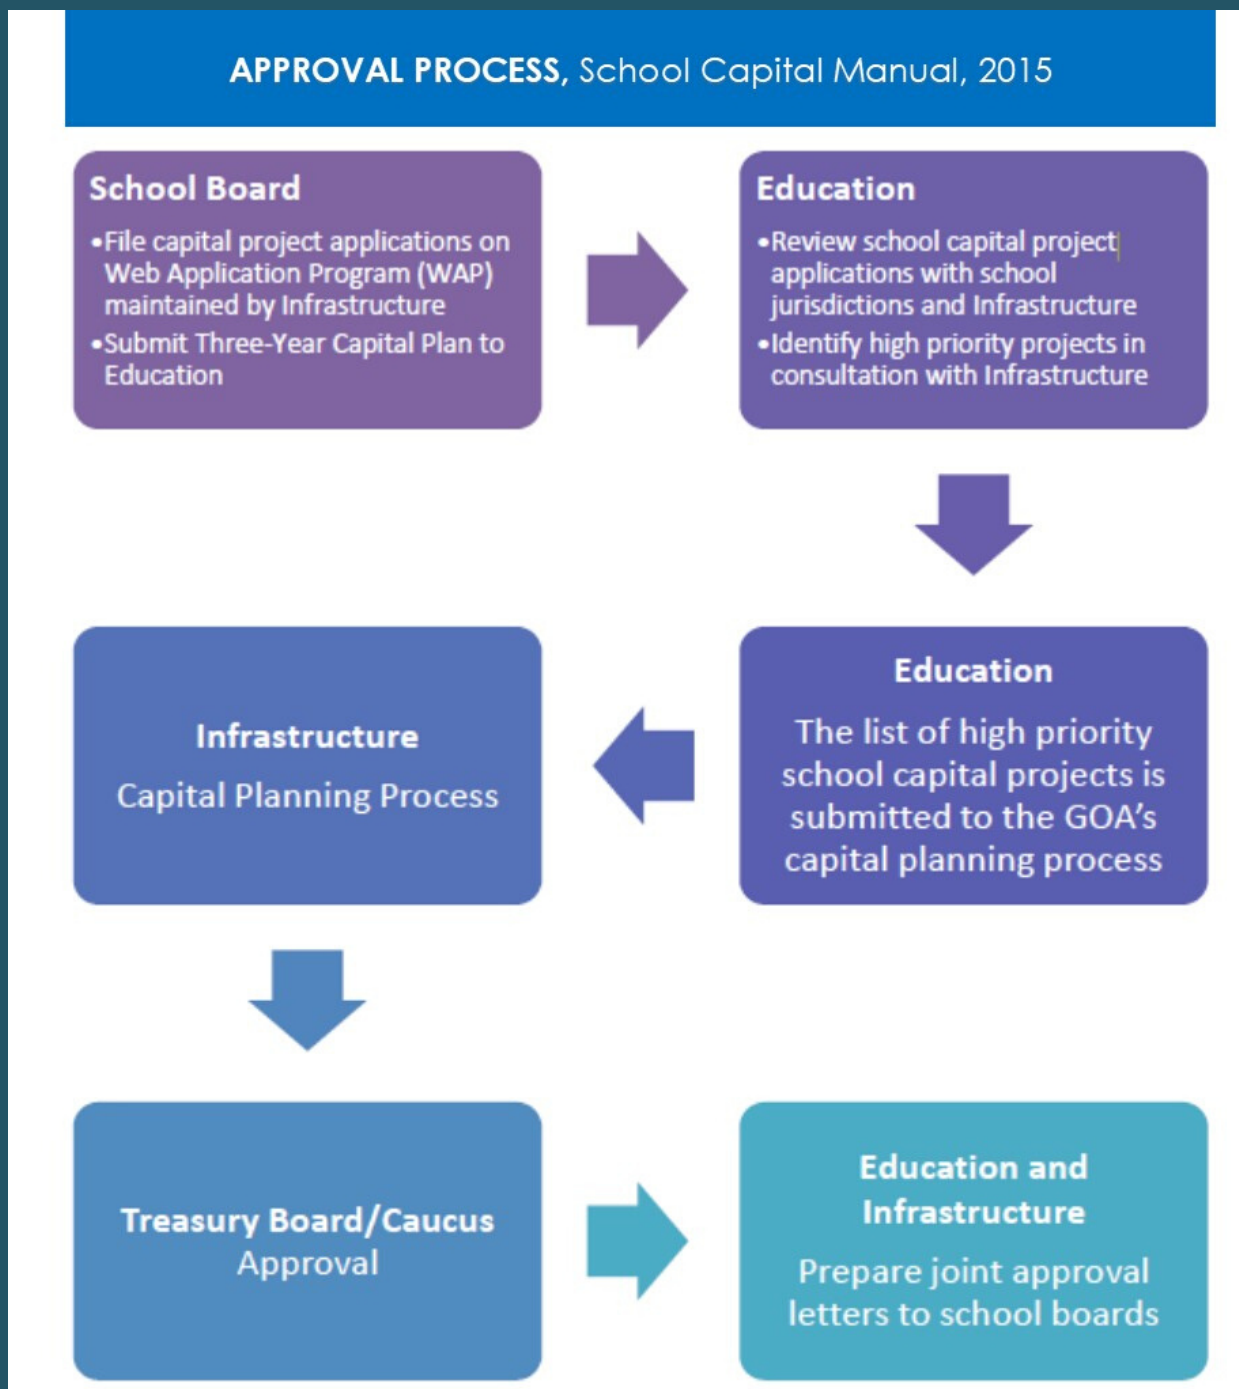 APPROVAL PROCESS, School Capital Manual, 2015
School Board
•File capital project applications on
Web Application Program (WAP)
maintained by Infrastructure
•Submit Three-Year Capital Plan to
Education
Education
•Review school capital project
applications with school
jurisdictions and Infrastructure
•Identify high priority projects in
consultation with Infrastructure
Education
The list of high priority
school capital projects is
submitted to the GOA’s
capital planning process
Infrastructure
Capital Planning Process
Treasury Board/Caucus
Approval
Education and
Infrastructure
Prepare joint approval
letters to school boards